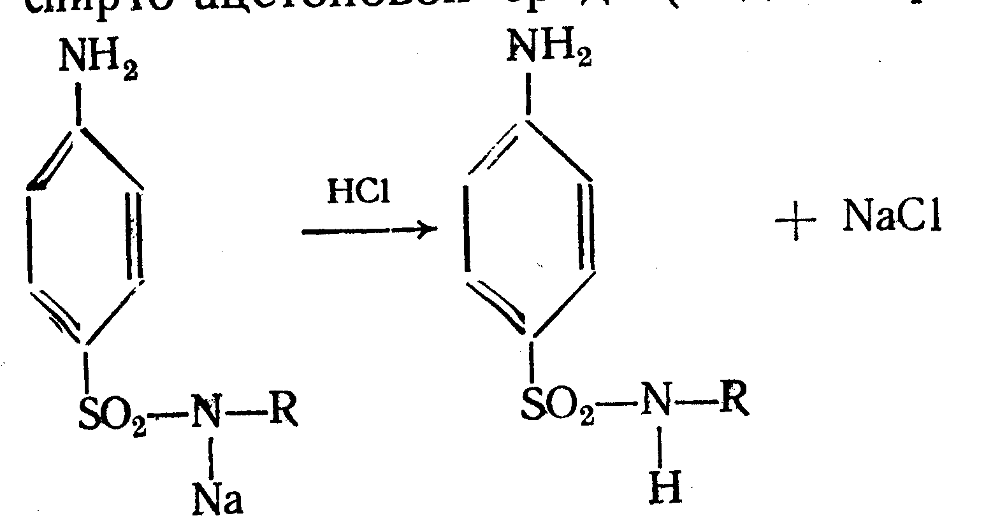 NH₂ NH₂
HCl
+ NaCl
SO₂—N—R SO₂—N—R
Na H